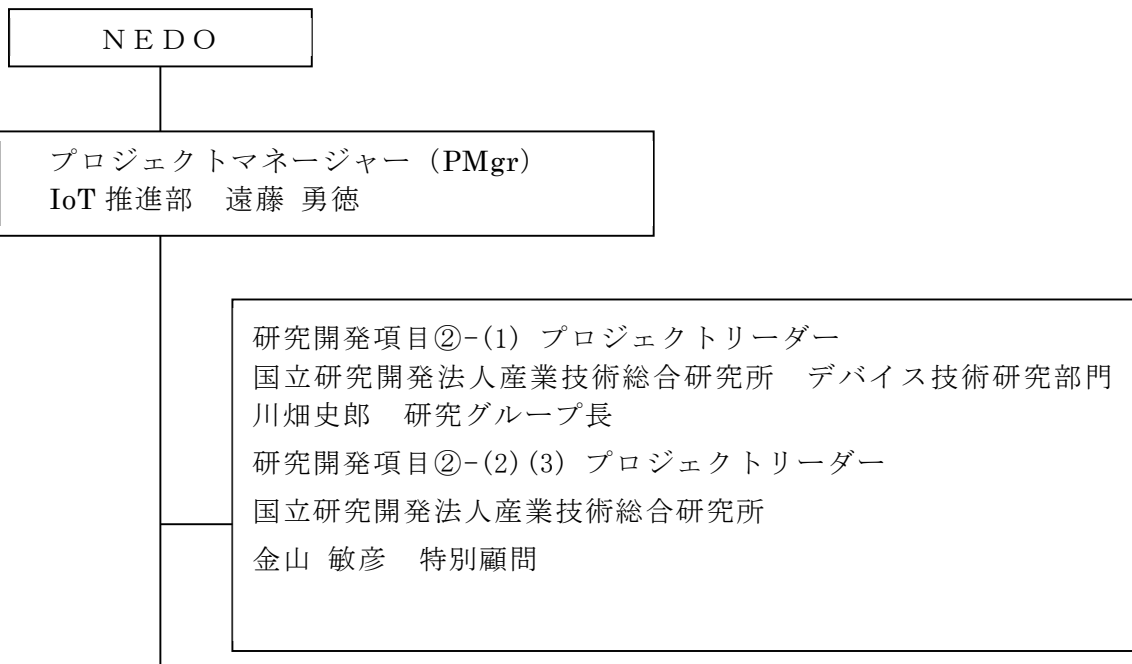 ＮＥＤＯ
プロジェクトマネージャー（PMgr）
IoT 推進部　遠藤 勇徳
研究開発項目②-(1) プロジェクトリーダー
国立研究開発法人産業技術総合研究所　デバイス技術研究部門
川畑史郎　研究グループ長
研究開発項目②-(2)(3) プロジェクトリーダー
国立研究開発法人産業技術総合研究所
金山 敏彦　特別顧問